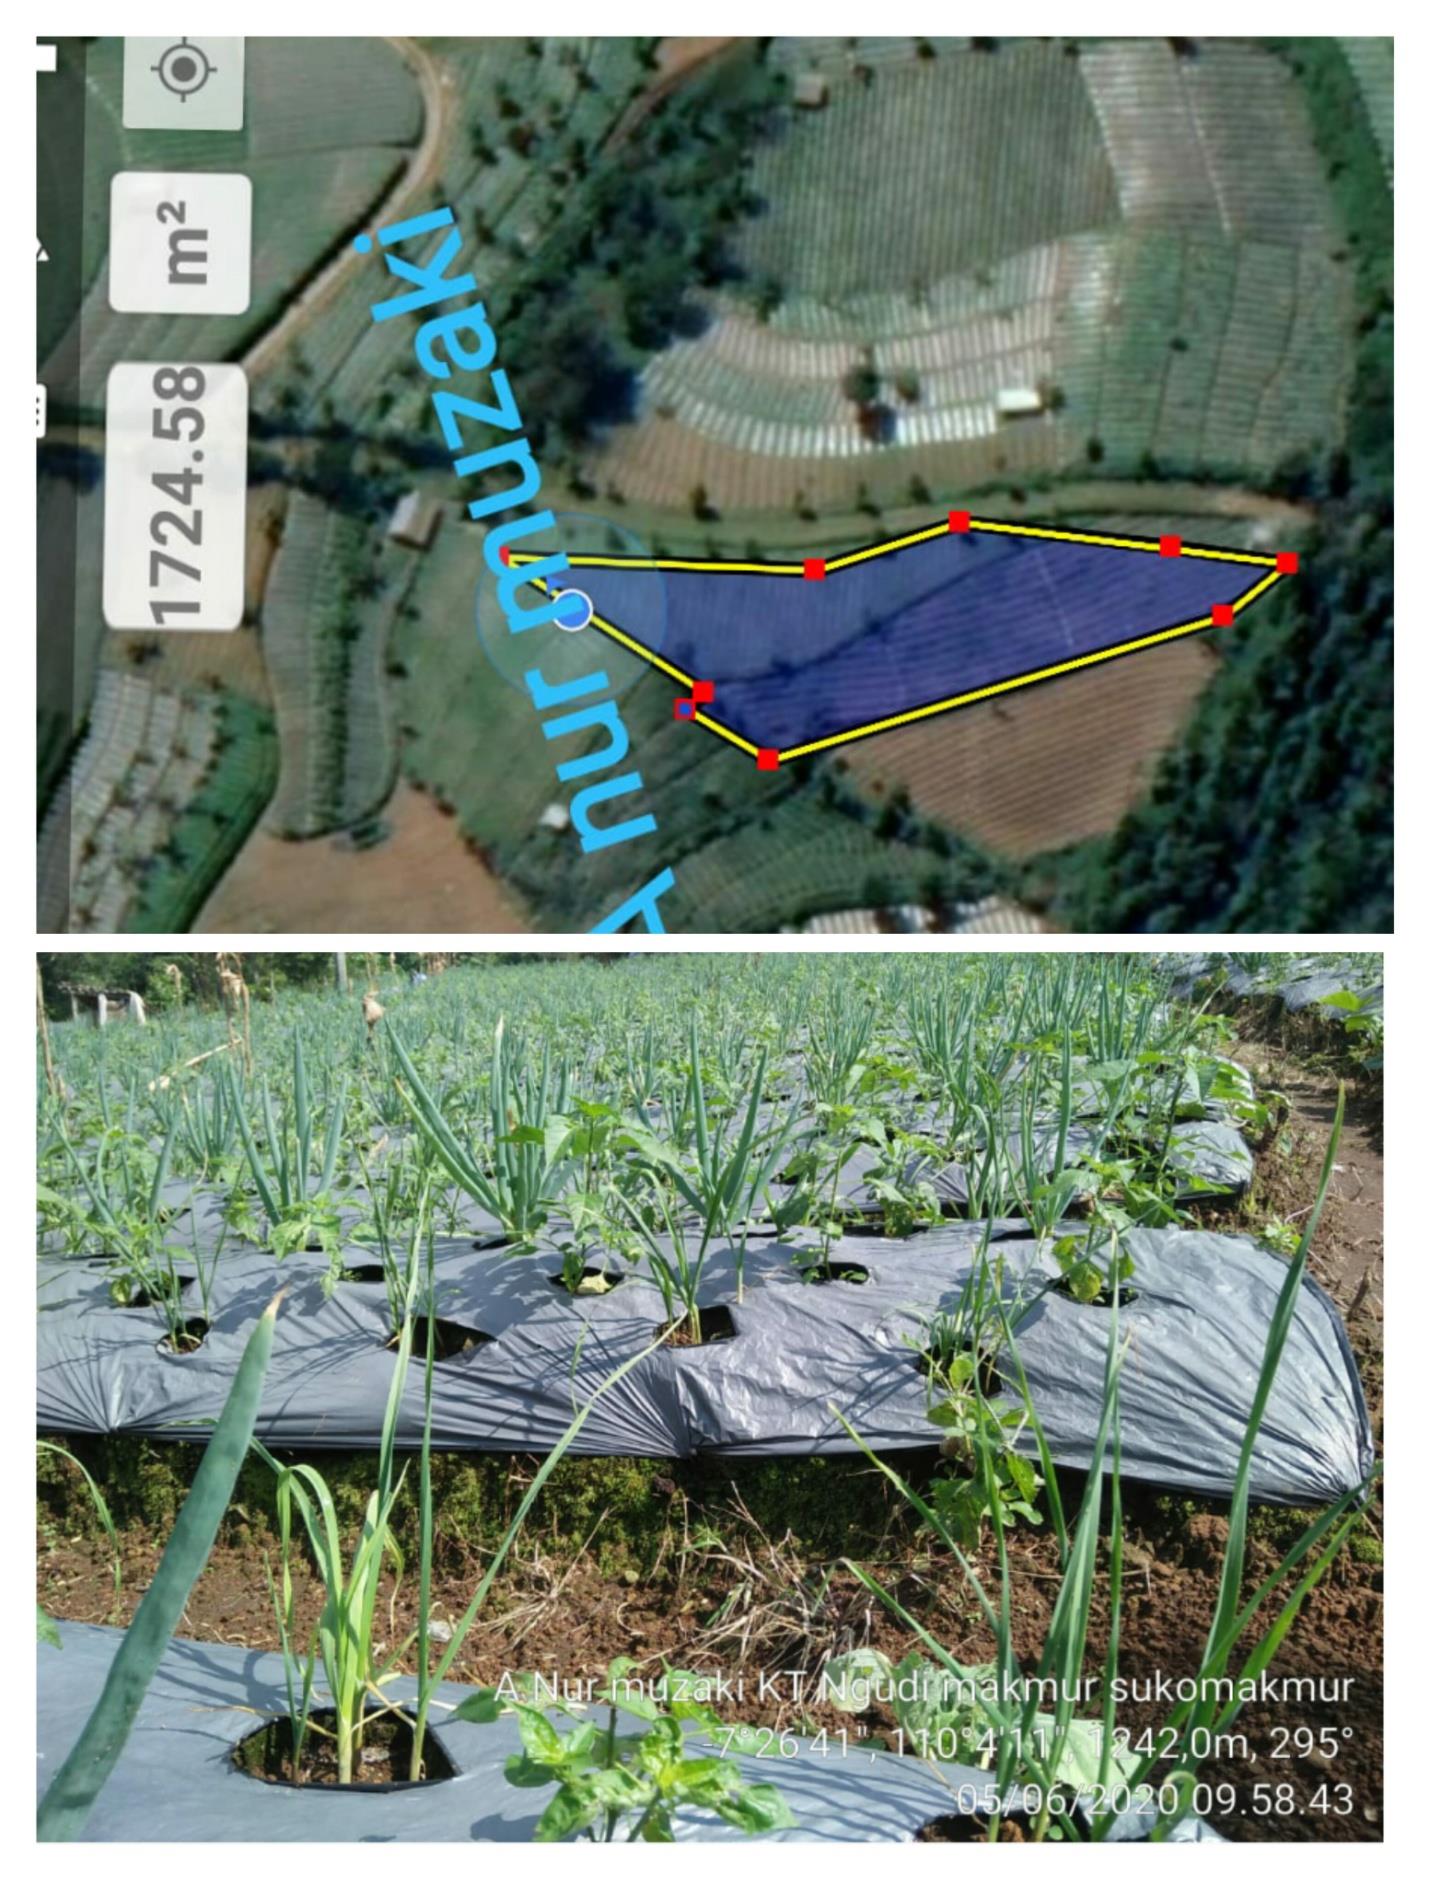 m²
1724.58
A nur muzaki
A Nur muzaki KT Ngudi makmur sukomakmur
-7°26'41", 110°4'11", 1242,0m, 295°
05/06/2020 09.58.43